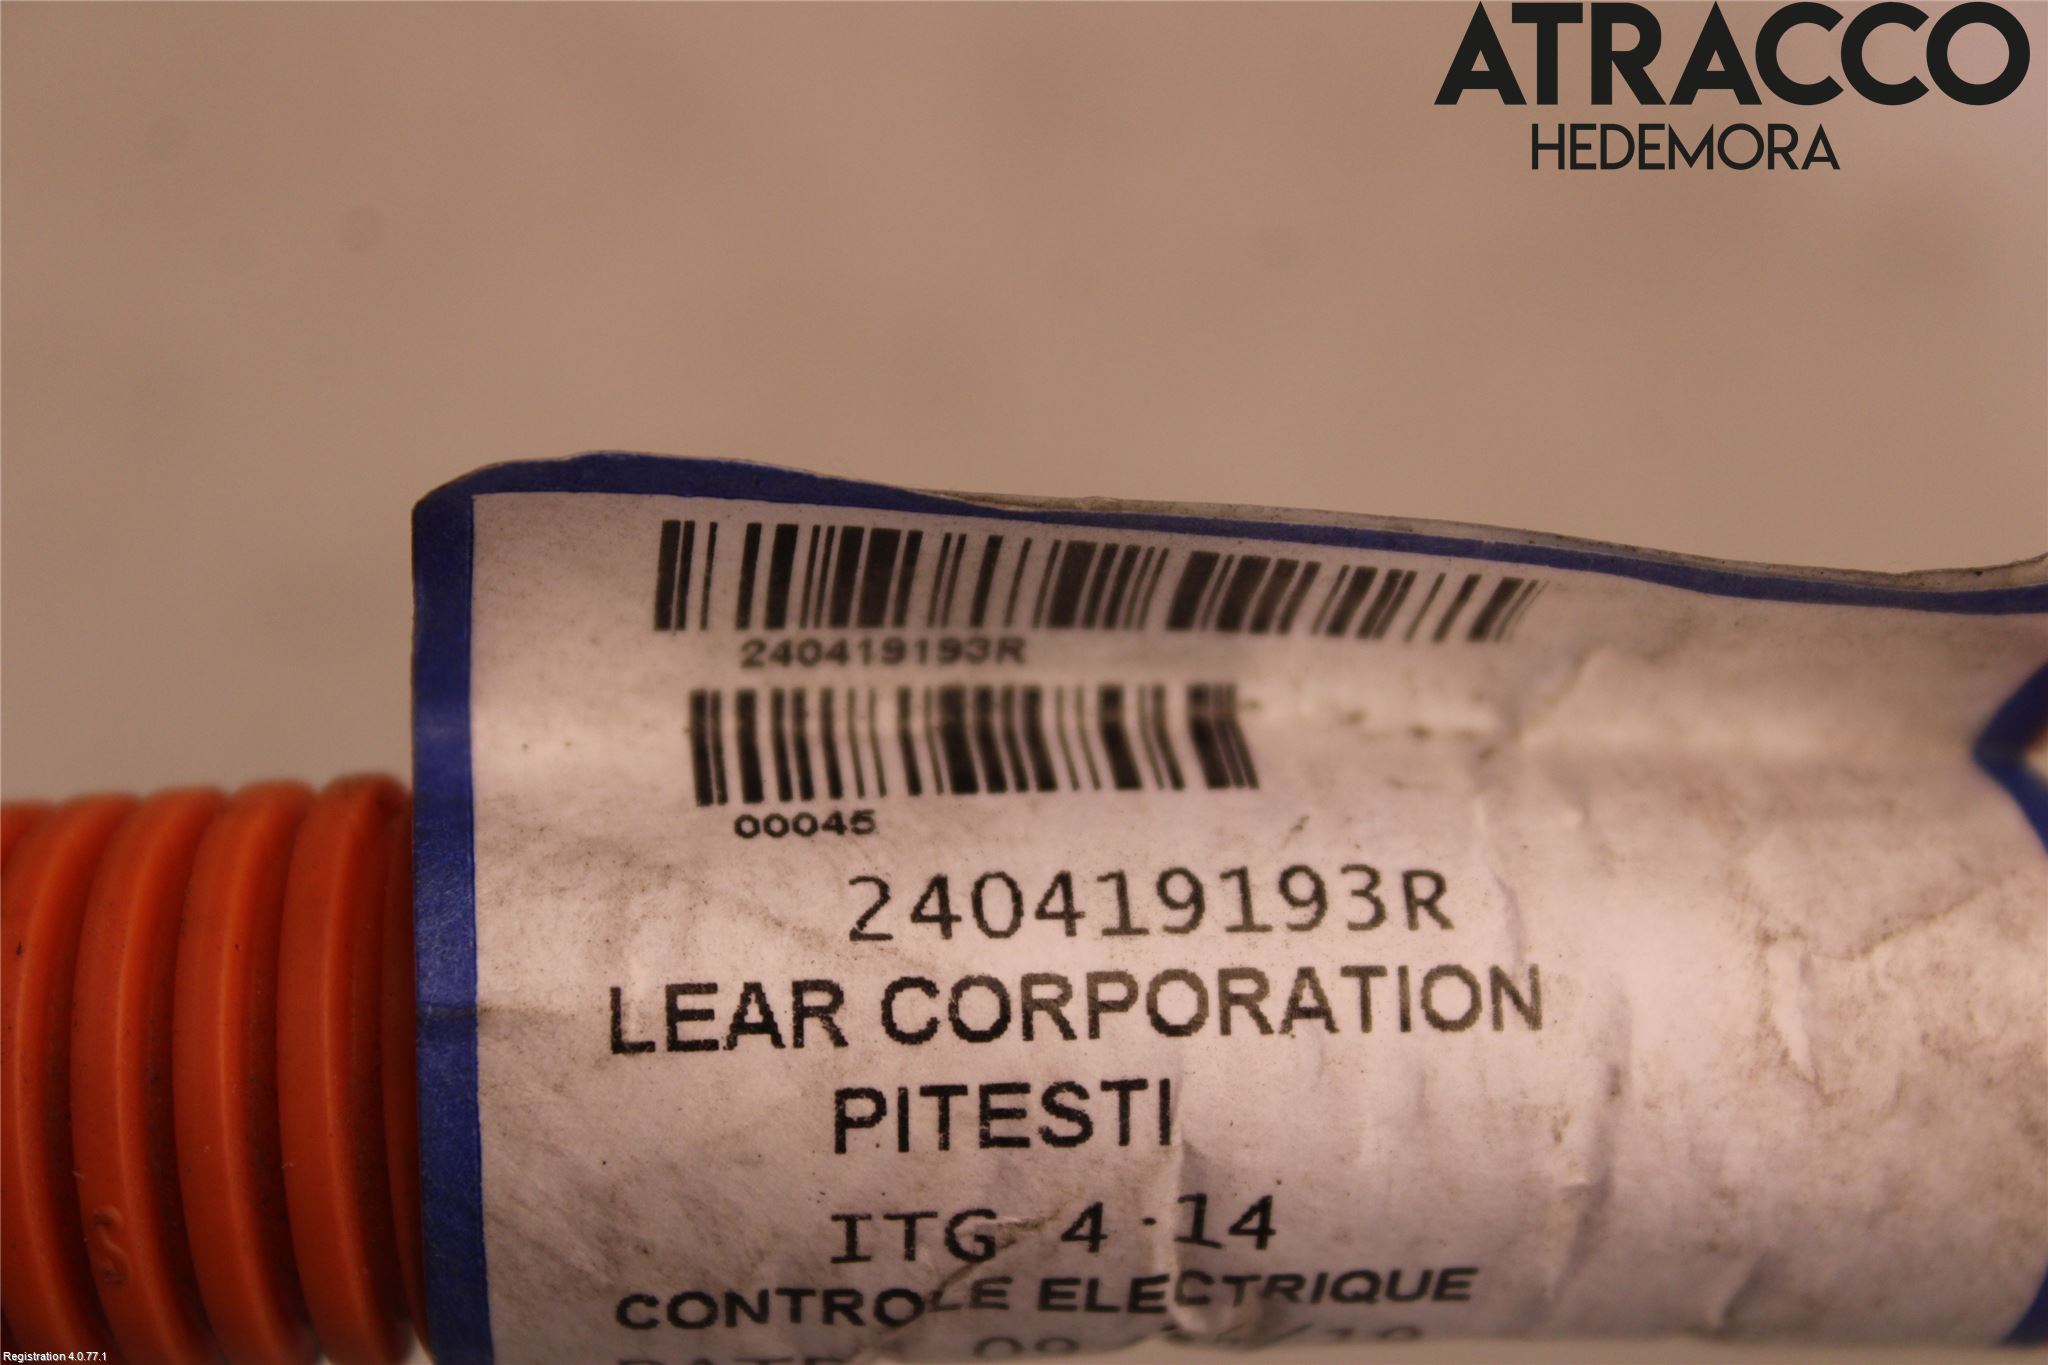 ATRACCO
HEDEMORA
240419193R
00045
240419193R
LEAR CORPORATION
PITESTI
ITG 4-14
CONTROLE ELECTRIQUE
Registration 4.0.77.1